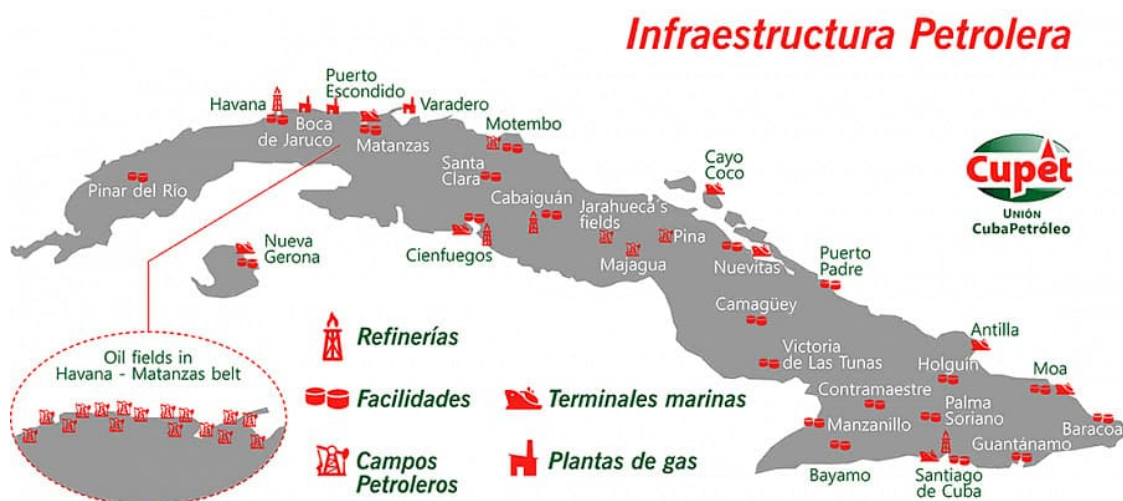 Infraestructura Petrolera
Puerto
Escondido
Havana
Varadero
Boca
de Jaruco
Matanzas
Motembo
Pinar del Río
Santa
Clara
Cabaiguán
Jarahueca's
fields
Cayo
Coco
Cupet
UNIÓN
CUBAPETRÓLEO
Nueva
Gerona
Cienfuegos
Majagua
Pina
Nuevitas
Puerto
Padre
Camagüey
Refinerías
Oil fields in
Havana - Matanzas belt
Antilla
Victoria
de Las Tunas
Holguín
Moa
Facilidades
Terminales marinas
Contramaestre
Manzanillo
Palma
Soriano
Baracoa
Guantánamo
Campos
Petroleros
Plantas de gas
Bayamo
Santiago
de Cuba